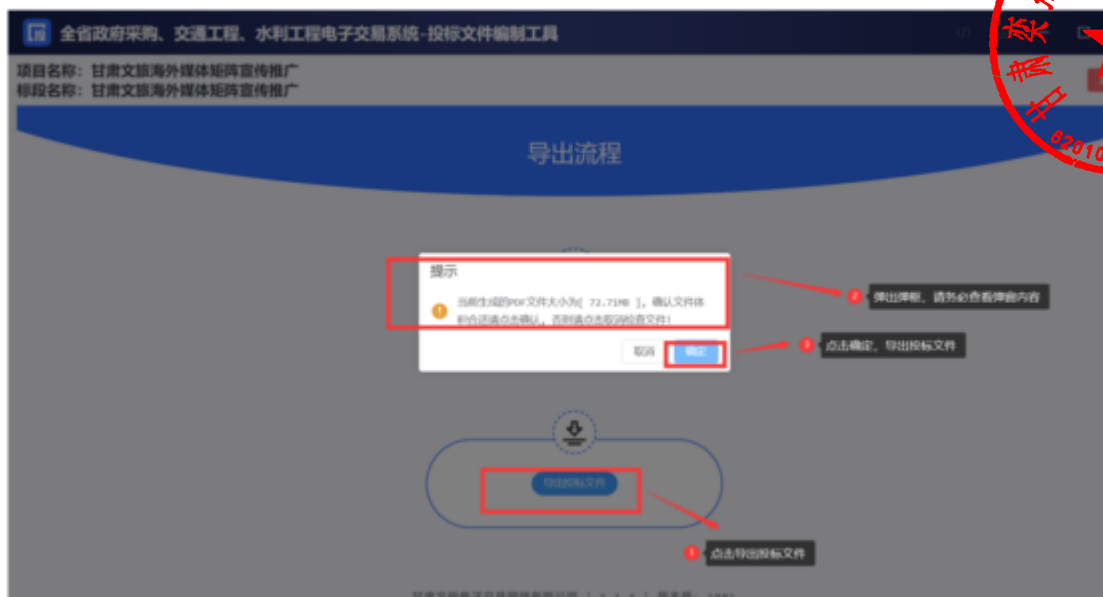 全省政府采购、交通工程、水利工程电子交易系统-投标文件编制工具
项目名称：甘肃文旅海外媒体矩阵宣传推广
标段名称：甘肃文旅海外媒体矩阵宣传推广
导出流程
提示
当前生成的PDF文件大小为[ 72.71MB ]，确认文件体
积合适请点击确认，否则请点击取消检查文件！
取消 确定
2 弹出弹框，请务必查看弹窗内容
3 点击确定，导出投标文件
导出投标文件
1 点击导出投标文件
甘肃
62010